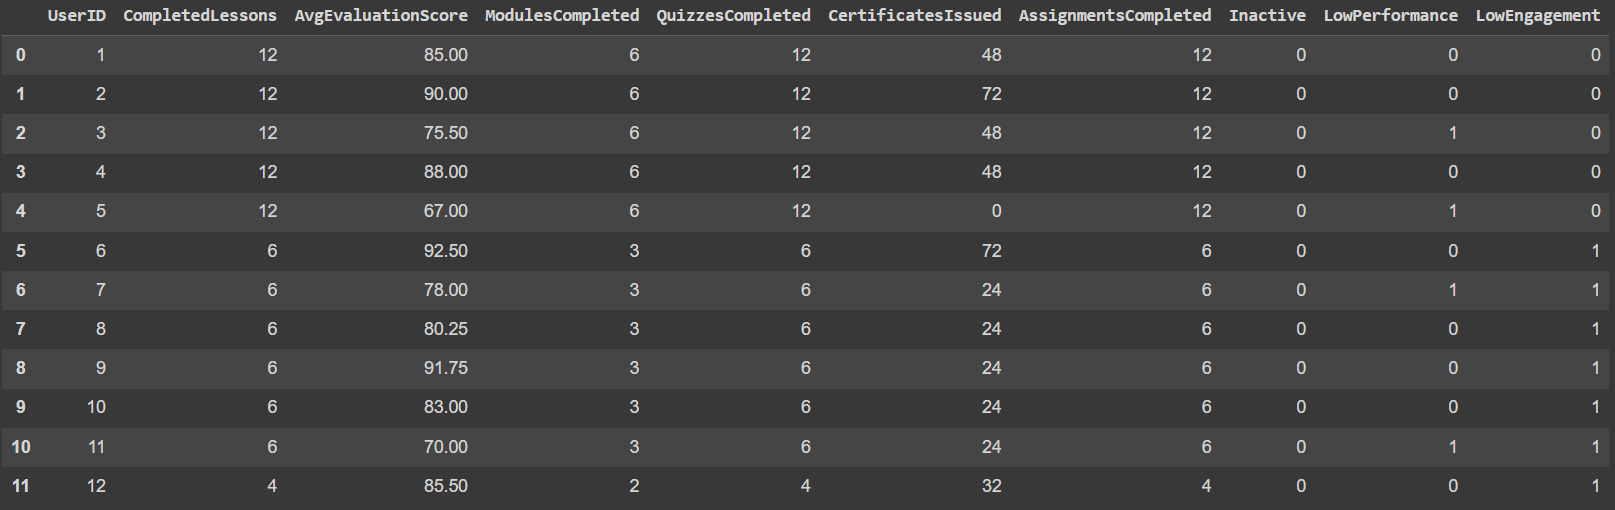 UserID CompletedLessons AvgEvaluationScore ModulesCompleted QuizzesCompleted CertificatesIssued AssignmentsCompleted Inactive LowPerformance LowEngagement
0 1 12 85.00 6 12 48 12 0 0 0
1 2 12 90.00 6 12 72 12 0 0 0
2 3 12 75.50 6 12 48 12 0 1 0
3 4 12 88.00 6 12 48 12 0 0 0
4 5 12 67.00 6 12 0 12 0 1 0
5 6 6 92.50 3 6 72 6 0 0 1
6 7 6 78.00 3 6 24 6 0 1 1
7 8 6 80.25 3 6 24 6 0 0 1
8 9 6 91.75 3 6 24 6 0 0 1
9 10 6 83.00 3 6 24 6 0 0 1
10 11 6 70.00 3 6 24 6 0 1 1
11 12 4 85.50 2 4 32 4 0 0 1